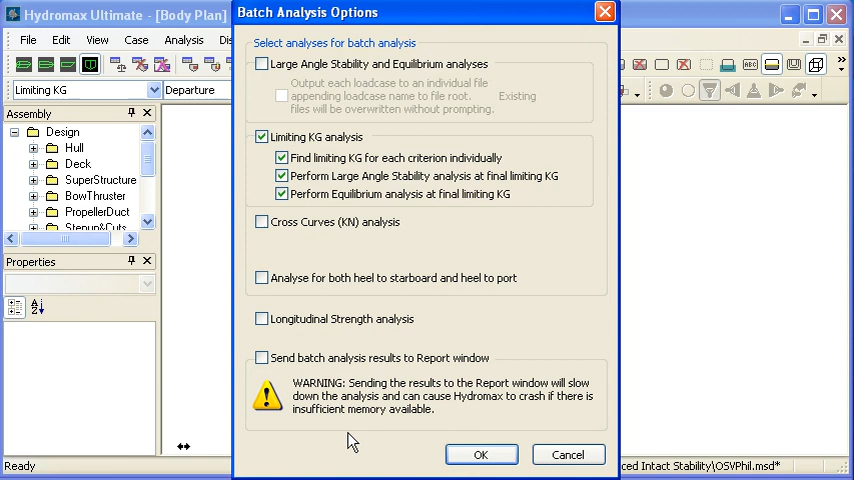 Hydromax Ultimate - [Body Plan]
Batch Analysis Options
File Edit View Case Analysis
Select analyses for batch analysis
Large Angle Stability and Equilibrium analyses
Output each loadcase to an individual file
appending loadcase name to file root. Existing
files will be overwritten without prompting.
Limiting KG
Departure
Assembly
Design
Hull
Deck
SuperStructure
BowThruster
PropellerDuct
Limiting KG analysis
Find limiting KG for each criterion individually
Perform Large Angle Stability analysis at final limiting KG
Perform Equilibrium analysis at final limiting KG
Cross Curves (KN) analysis
Properties
Analyse for both heel to starboard and heel to port
Longitudinal Strength analysis
Send batch analysis results to Report window
WARNING: Sending the results to the Report window will slow
down the analysis and can cause Hydromax to crash if there is
insufficient memory available.
OK Cancel
Ready
ced Intact Stability\OSVPhil.msd*